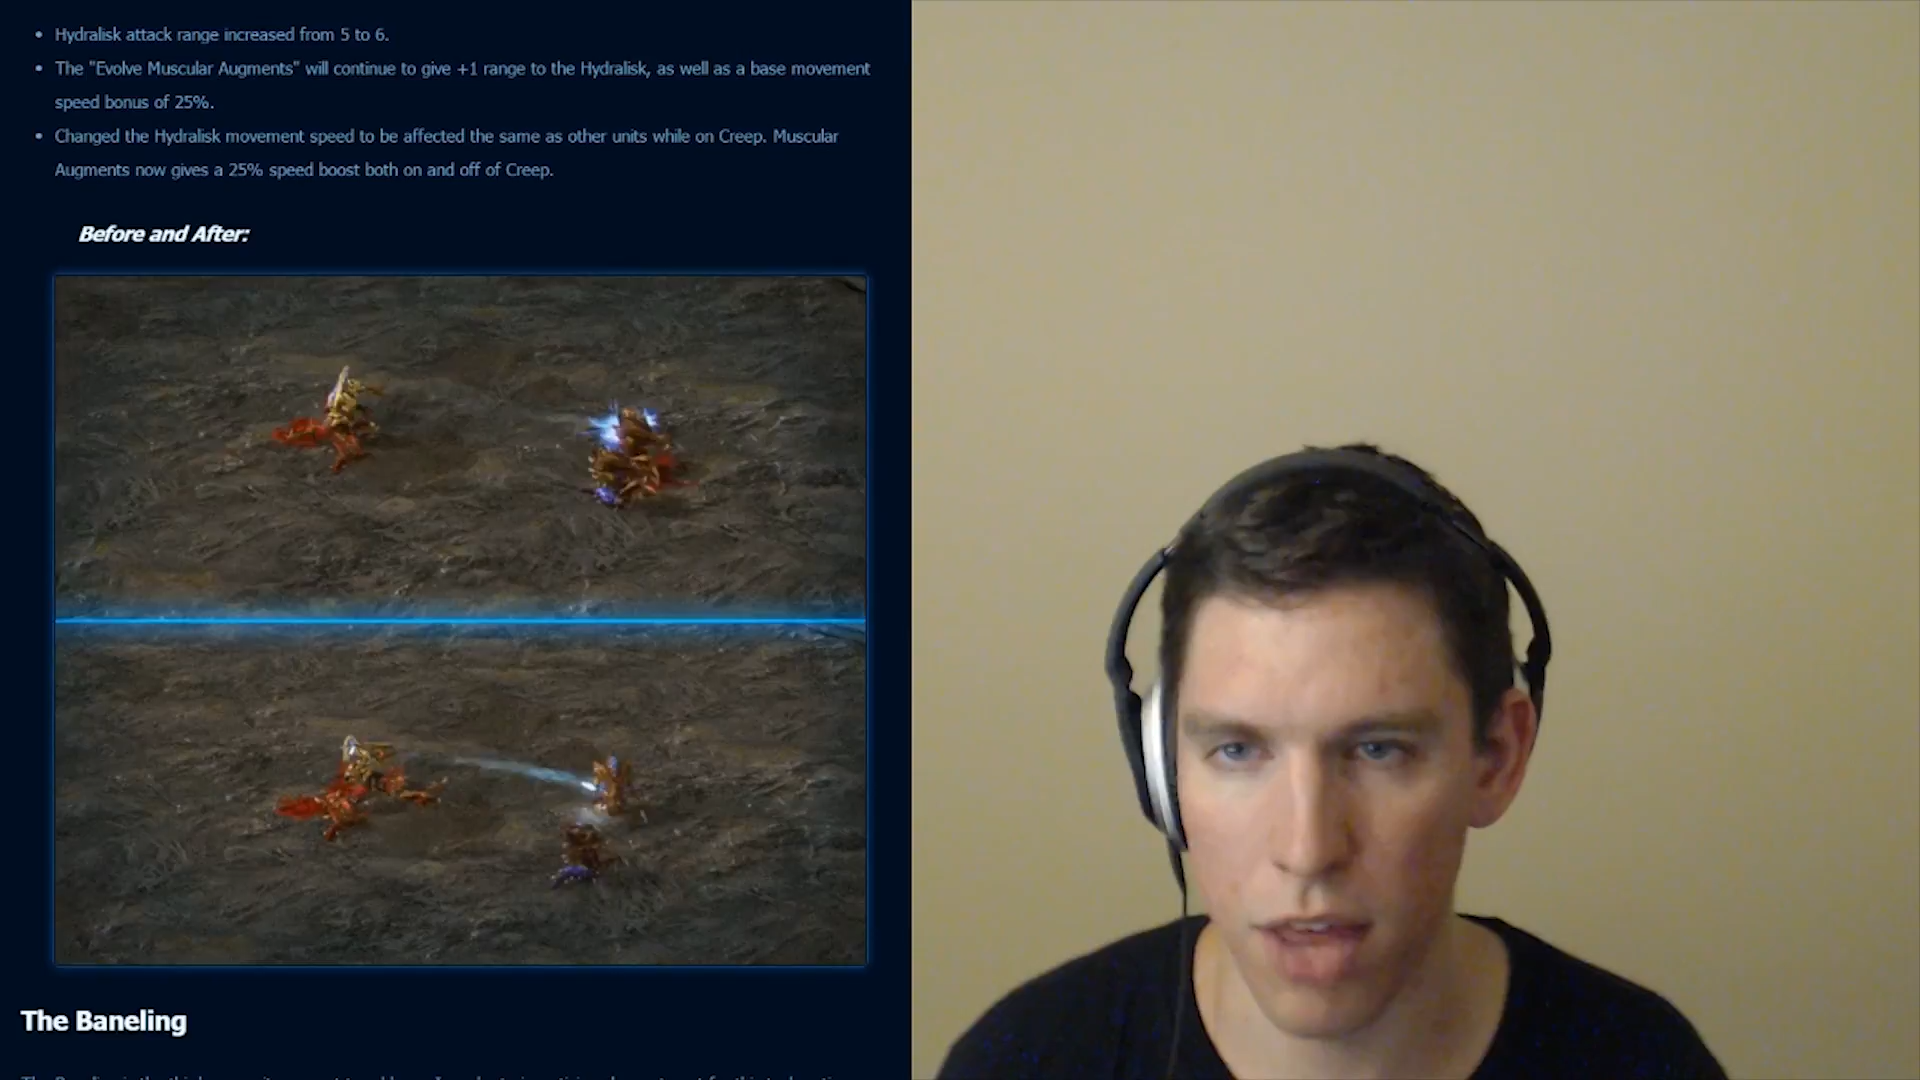 Hydralisk attack range increased from 5 to 6.
The "Evolve Muscular Augments" will continue to give +1 range to the Hydralisk, as well as a base movement
speed bonus of 25%.
Changed the Hydralisk movement speed to be affected the same as other units while on Creep. Muscular
Augments now gives a 25% speed boost both on and off of Creep.
Before and After:
The Baneling